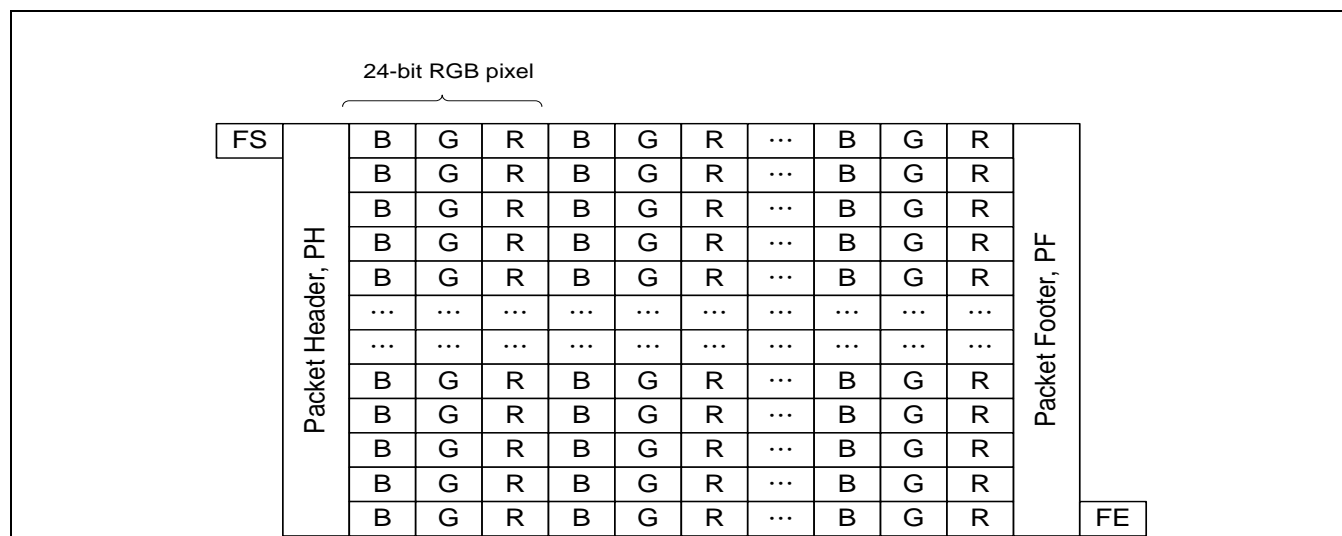 24-bit RGB pixel
FS B G R B G R ... B G R
B G R B G R ... B G R
B G R B G R ... B G R
B G R B G R ... B G R
B G R B G R ... B G R
... ... ... ... ... ... ... ... ... ...
... ... ... ... ... ... ... ... ... ...
B G R B G R ... B G R
B G R B G R ... B G R
B G R B G R ... B G R
B G R B G R ... B G R
B G R B G R ... B G R FE
Packet Header, PH
Packet Footer, PF